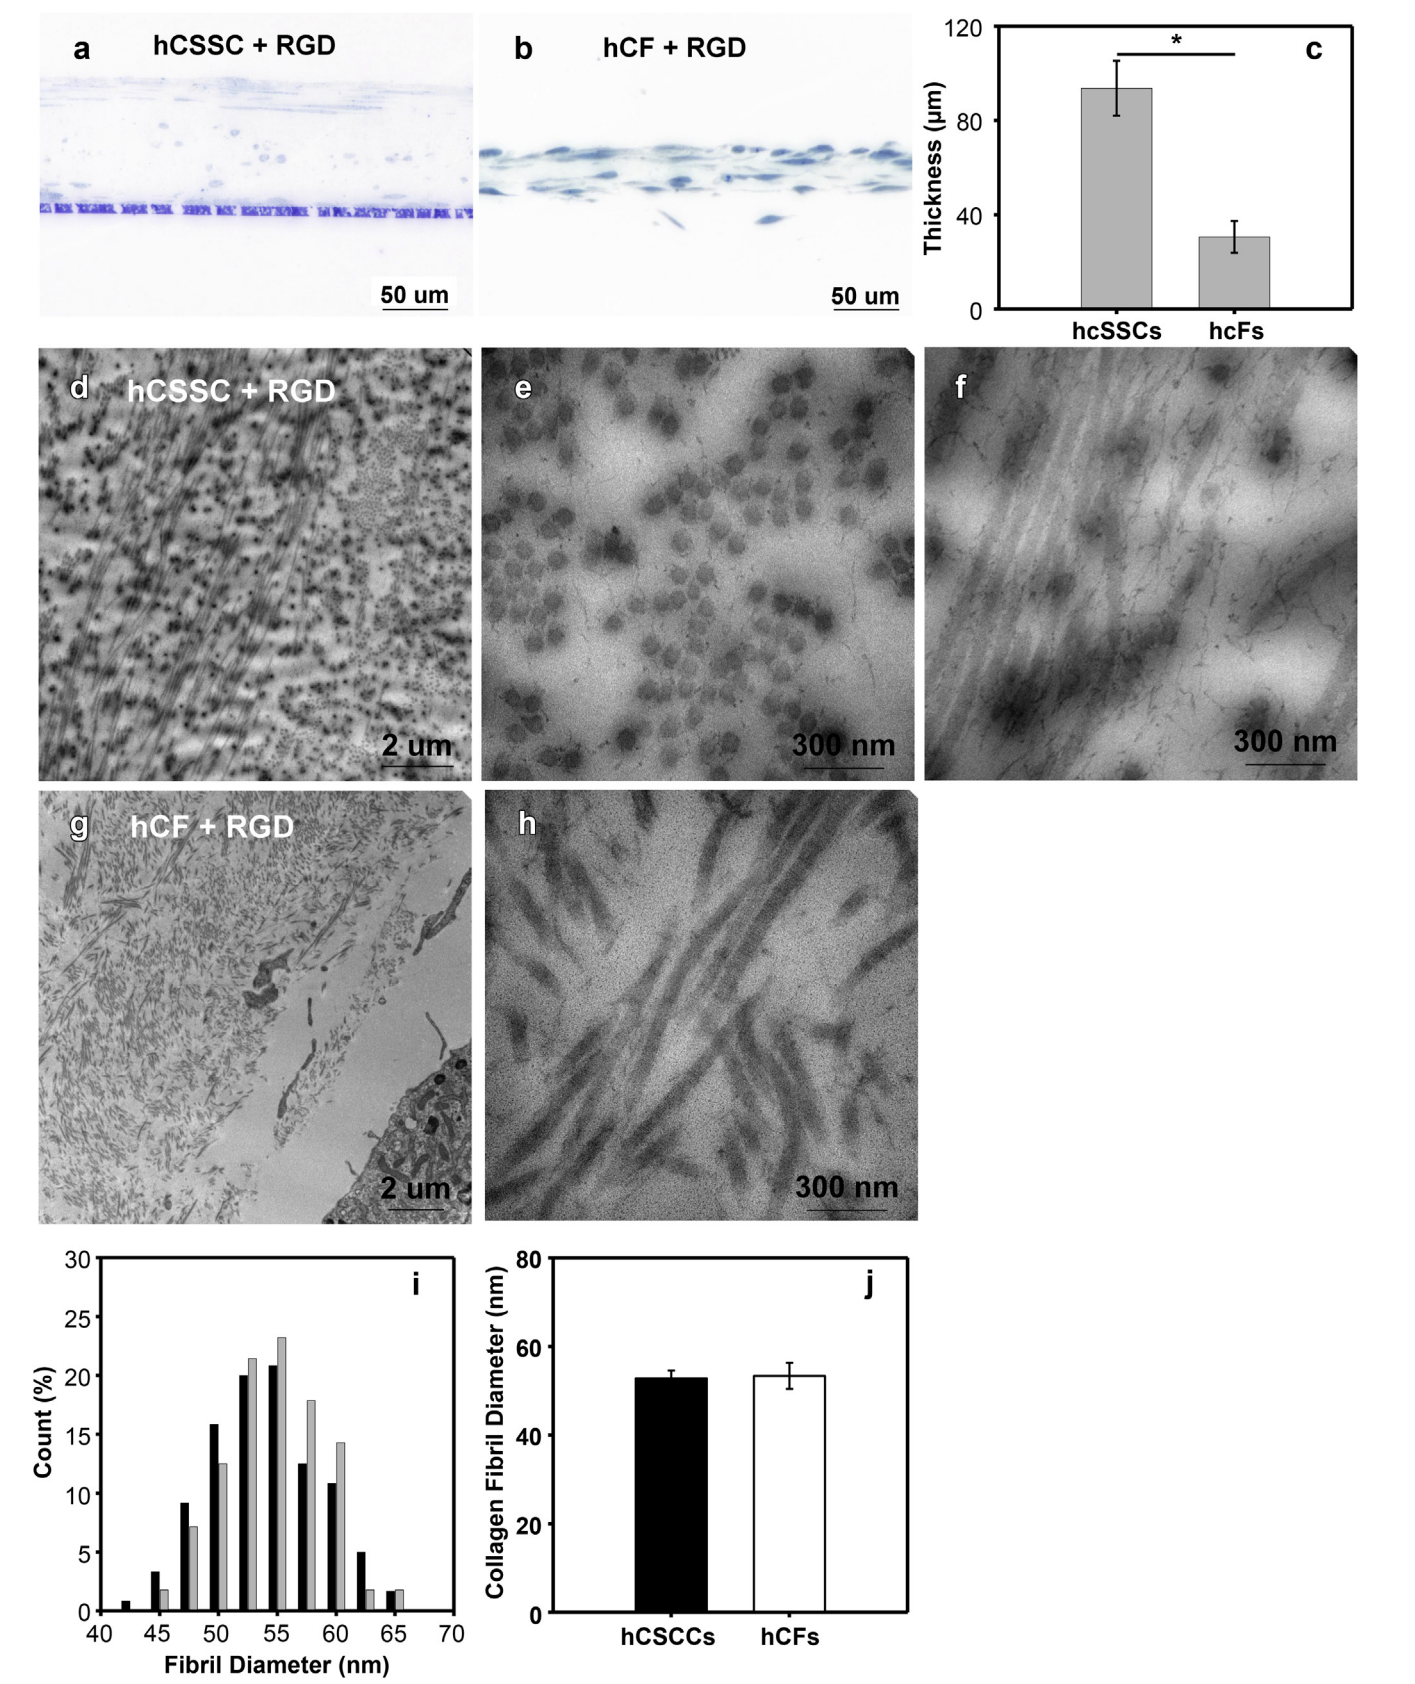 a hCSSC + RGD
50 um
b hCF + RGD
50 um
c
*
Thickness (µm)
120
80
40
0
hcSSCs hcFs
d hCSSC + RGD
2 um
e
300 nm
f
300 nm
g hCF + RGD
2 um
h
300 nm
i
Count (%)
30
25
20
15
10
5
0
40 45 50 55 60 65 70
Fibril Diameter (nm)
j
Collagen Fibril Diameter (nm)
80
60
40
20
0
hCSCCs hCFs